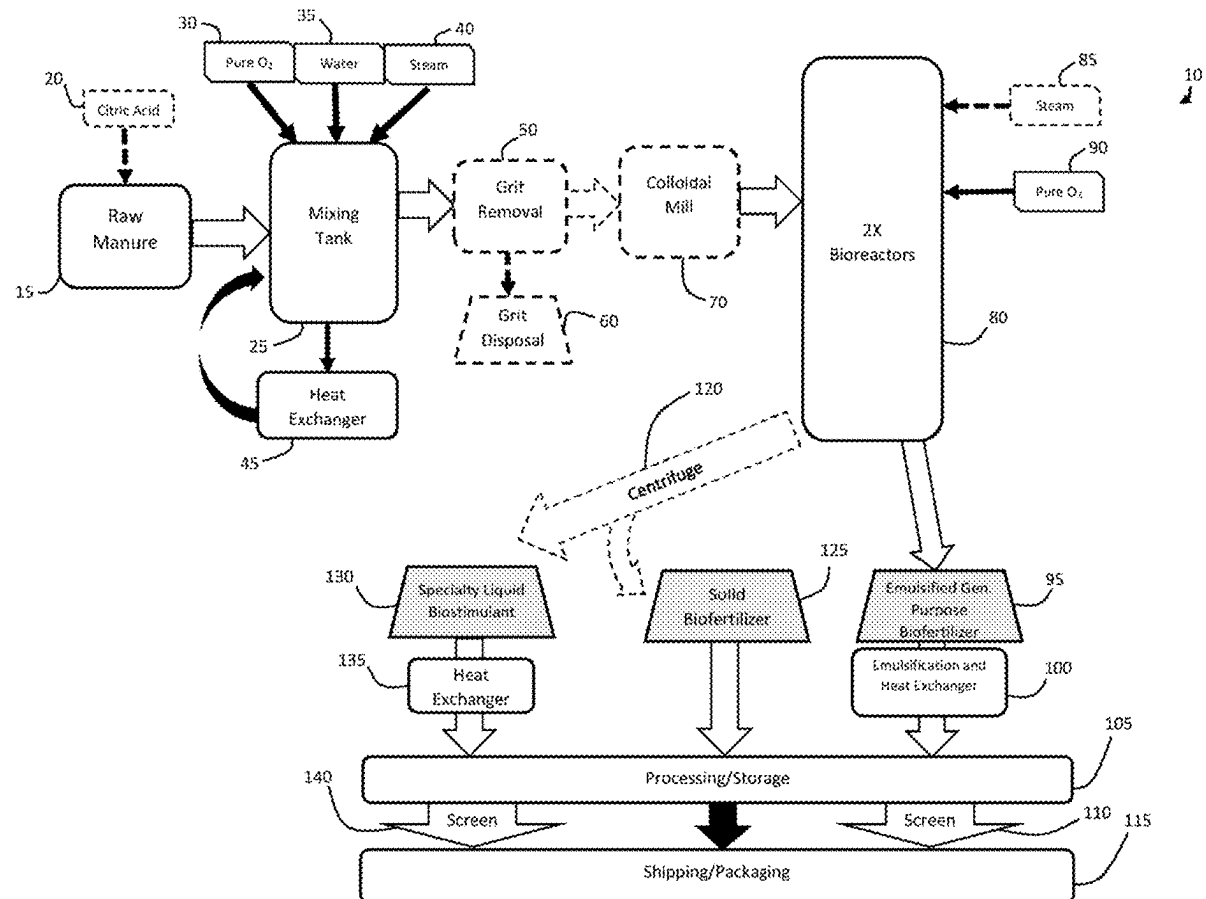 30
35
40
Pure O₂
Water
Steam
20
Citric Acid
85
Steam
10
50
Grit
Removal
Colloidal
Mill
90
Pure O₂
Raw
Manure
Mixing
Tank
2X
Bioreactors
15
25
70
Grit
Disposal
60
80
Heat
Exchanger
45
120
Centrifuge
130
Specialty Liquid
Biostimulant
125
Solid
Biofertilizer
95
Emulsified Gen.
Purpose
Biofertilizer
135
Heat
Exchanger
Emulsification and
Heat Exchanger
100
105
Processing/Storage
140
Screen
Screen
110
115
Shipping/Packaging